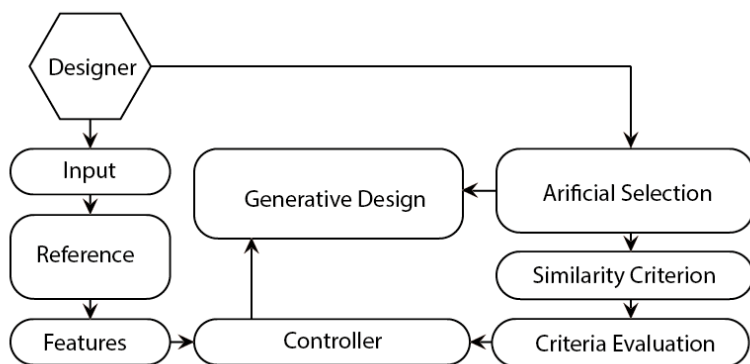 Designer
Input
Generative Design
Arificial Selection
Reference
Similarity Criterion
Features
Controller
Criteria Evaluation